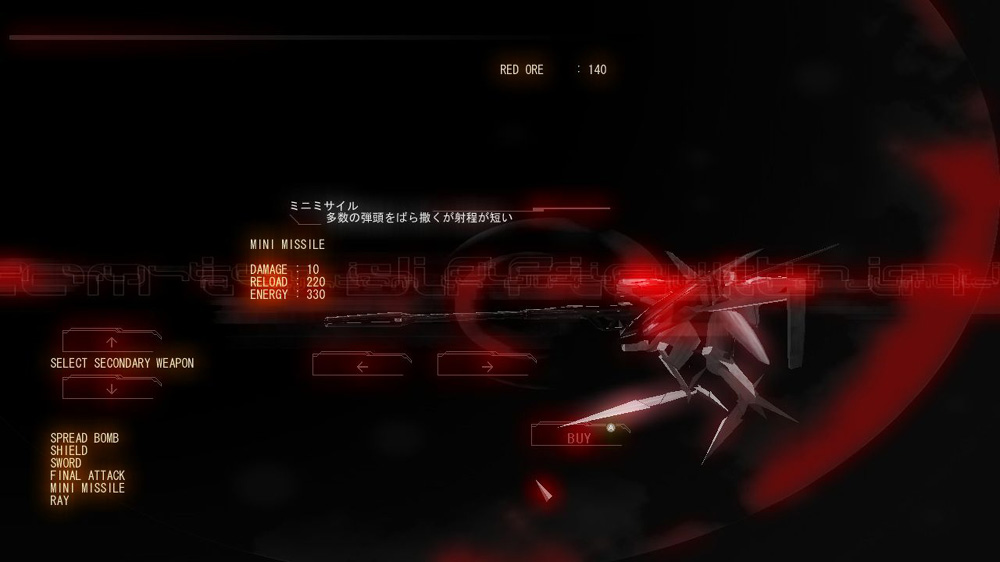 RED ORE : 140
ミニミサイル
多数の弾頭をばら撒くが射程が短い
MINI MISSILE
DAMAGE : 10
RELOAD : 220
ENERGY : 330
↑
SELECT SECONDARY WEAPON
↓
← →
BUY A
SPREAD BOMB
SHIELD
SWORD
FINAL ATTACK
MINI MISSILE
RAY